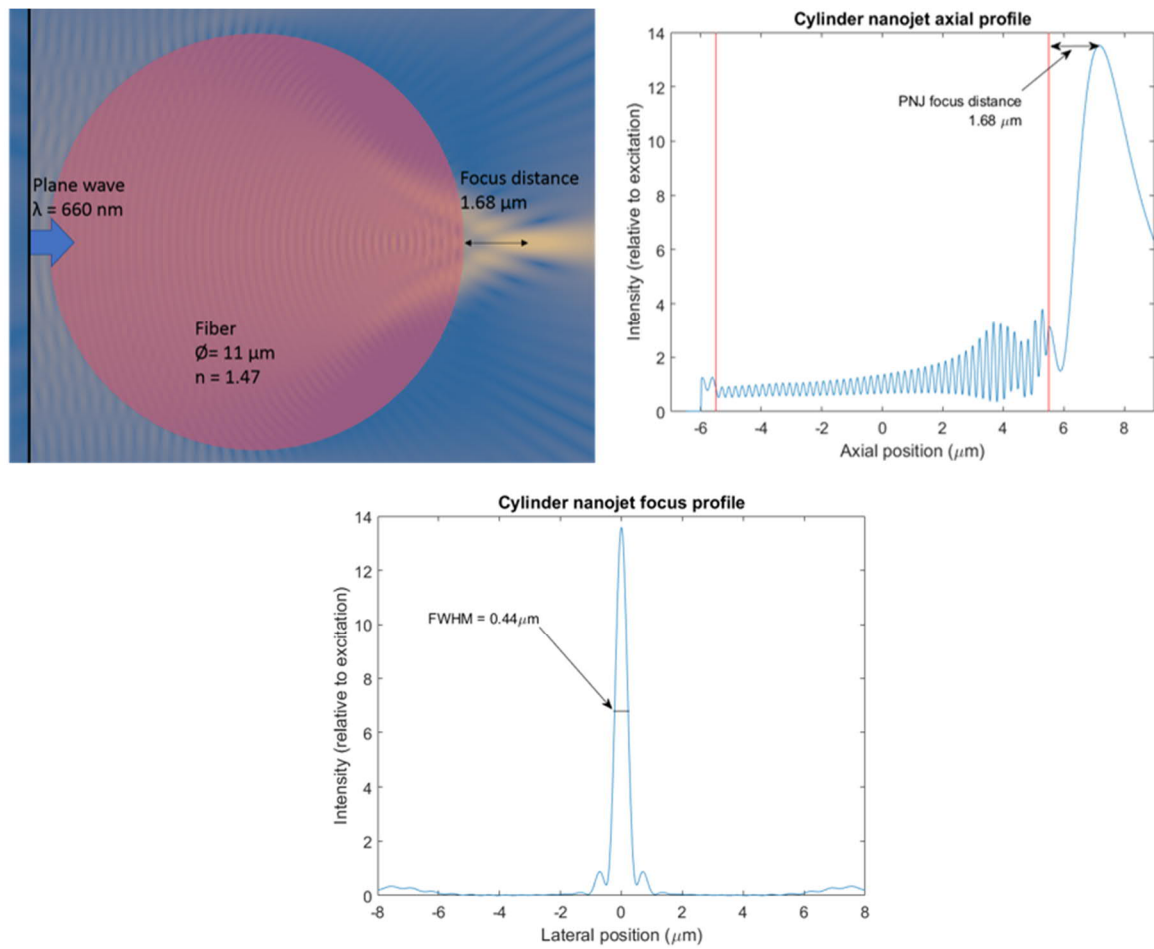 Plane wave
λ = 660 nm
Focus distance
1.68 µm
Fiber
Ø= 11 µm
n = 1.47
Cylinder nanojet axial profile
Intensity (relative to excitation)
14
12
10
8
6
4
2
0
PNJ focus distance
1.68 µm
-6 -4 -2 0 2 4 6 8
Axial position (µm)
Cylinder nanojet focus profile
Intensity (relative to excitation)
14
12
10
8
6
4
2
0
FWHM = 0.44µm
-8 -6 -4 -2 0 2 4 6 8
Lateral position (µm)